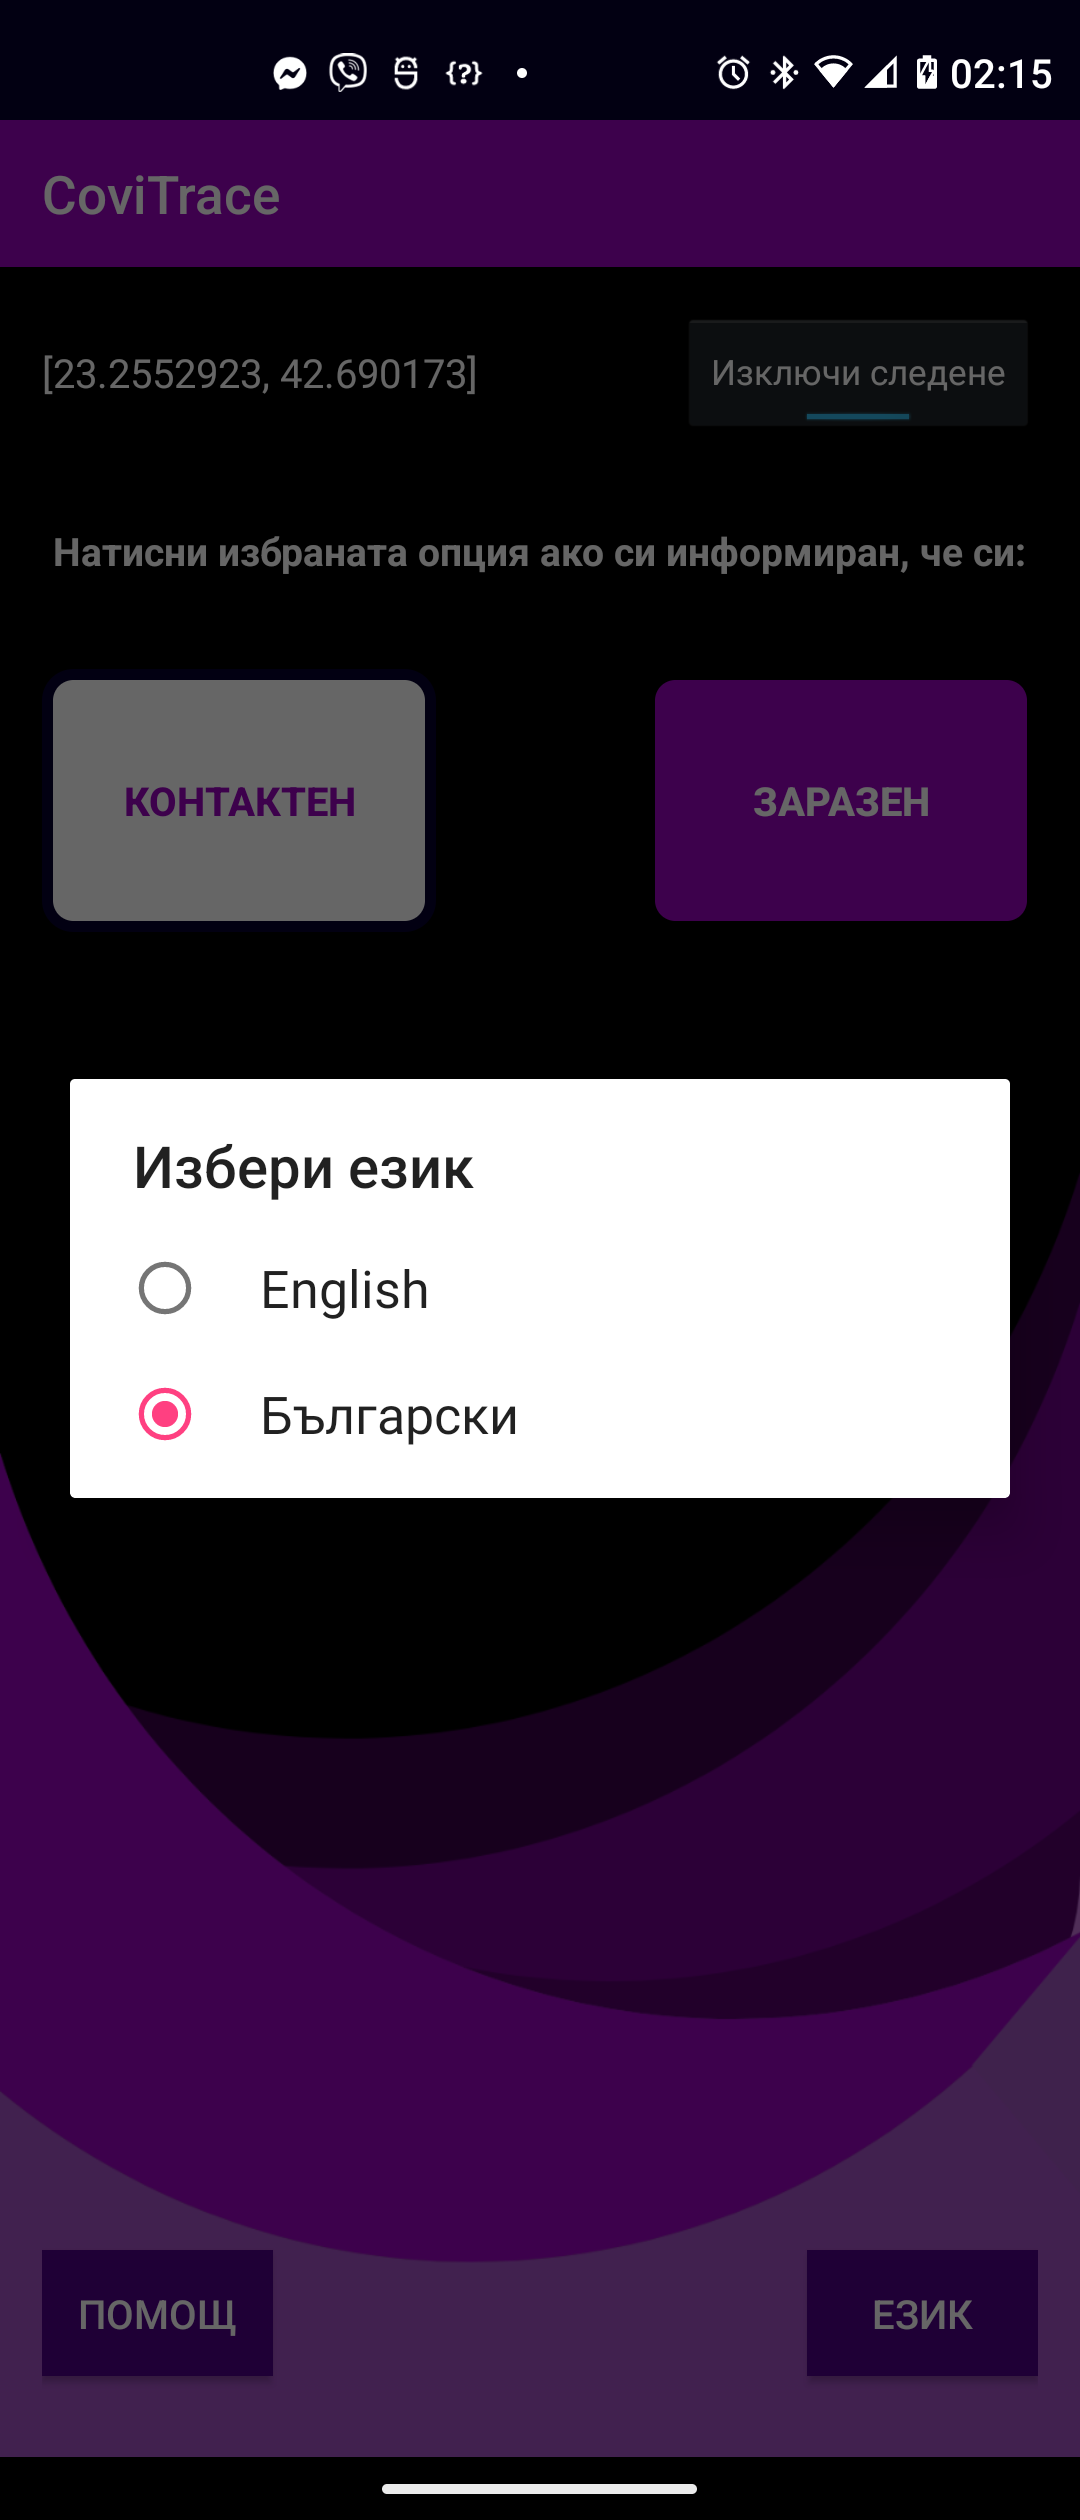 02:15
CoviTrace
[23.2552923, 42.690173]
Изключи следене
Натисни избраната опция ако си информиран, че си:
КОНТАКТЕН
ЗАРАЗЕН
Избери език
English
Български
ПОМОЩ
ЕЗИК